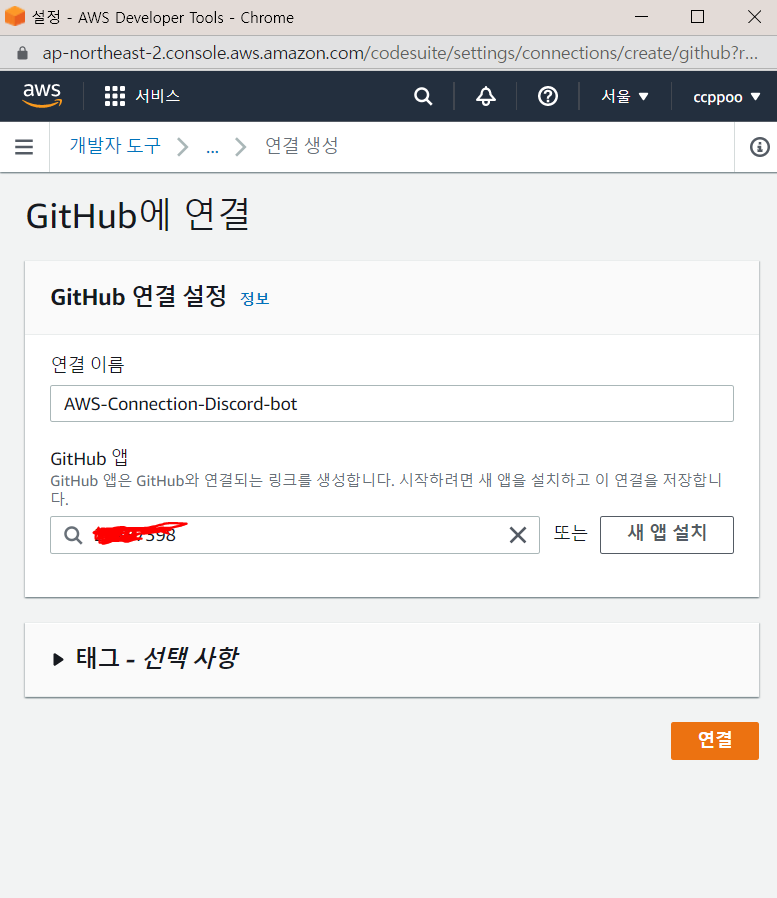 설정 - AWS Developer Tools - Chrome
ap-northeast-2.console.aws.amazon.com/codesuite/settings/connections/create/github?r...
aws 서비스 서울 ccppoo
개발자 도구 ... 연결 생성
GitHub에 연결
GitHub 연결 설정 정보
연결 이름
AWS-Connection-Discord-bot
GitHub 앱
GitHub 앱은 GitHub와 연결되는 링크를 생성합니다. 시작하려면 새 앱을 설치하고 이 연결을 저장합니
다.
또는 새 앱 설치
태그 - 선택 사항
연결